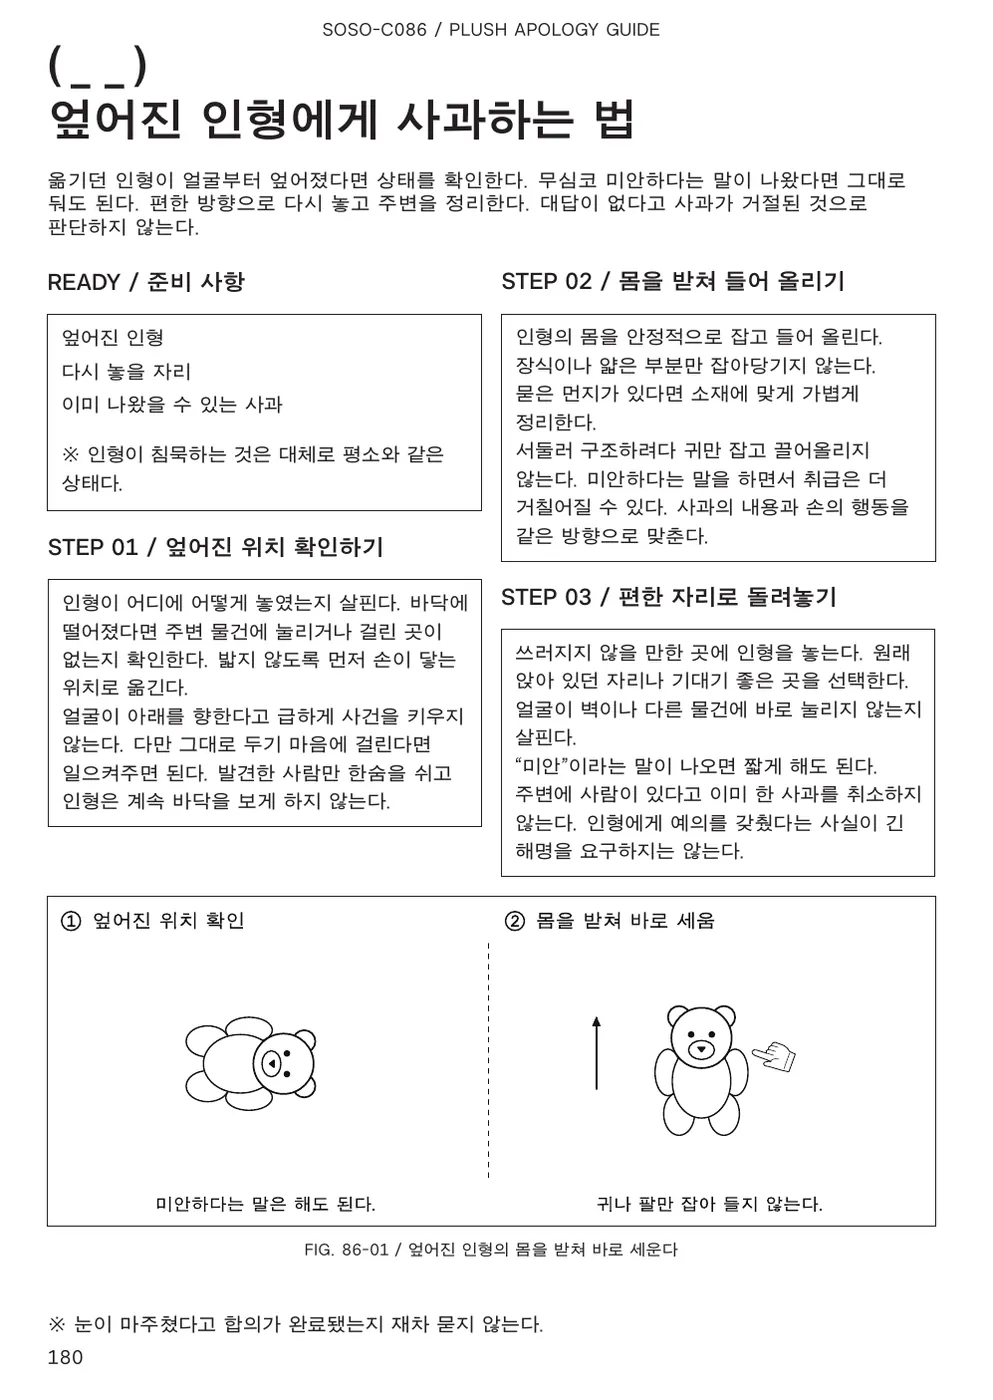 SOSO-C086 / PLUSH APOLOGY GUIDE
(_ _)
엎어진 인형에게 사과하는 법
옮기던 인형이 얼굴부터 엎어졌다면 상태를 확인한다. 무심코 미안하다는 말이 나왔다면 그대로
둬도 된다. 편한 방향으로 다시 놓고 주변을 정리한다. 대답이 없다고 사과가 거절된 것으로
판단하지 않는다.
READY / 준비 사항
엎어진 인형
다시 놓을 자리
이미 나왔을 수 있는 사과
※ 인형이 침묵하는 것은 대체로 평소와 같은
상태다.
STEP 01 / 엎어진 위치 확인하기
인형이 어디에 어떻게 놓였는지 살핀다. 바닥에
떨어졌다면 주변 물건에 눌리거나 걸린 곳이
없는지 확인한다. 밟지 않도록 먼저 손이 닿는
위치로 옮긴다.
얼굴이 아래를 향한다고 급하게 사건을 키우지
않는다. 다만 그대로 두기 마음에 걸린다면
일으켜주면 된다. 발견한 사람만 한숨을 쉬고
인형은 계속 바닥을 보게 하지 않는다.
STEP 02 / 몸을 받쳐 들어 올리기
인형의 몸을 안정적으로 잡고 들어 올린다.
장식이나 얇은 부분만 잡아당기지 않는다.
묻은 먼지가 있다면 소재에 맞게 가볍게
정리한다.
서둘러 구조하려다 귀만 잡고 끌어올리지
않는다. 미안하다는 말을 하면서 취급은 더
거칠어질 수 있다. 사과의 내용과 손의 행동을
같은 방향으로 맞춘다.
STEP 03 / 편한 자리로 돌려놓기
쓰러지지 않을 만한 곳에 인형을 놓는다. 원래
앉아 있던 자리나 기대기 좋은 곳을 선택한다.
얼굴이 벽이나 다른 물건에 바로 눌리지 않는지
살핀다.
“미안”이라는 말이 나오면 짧게 해도 된다.
주변에 사람이 있다고 이미 한 사과를 취소하지
않는다. 인형에게 예의를 갖췄다는 사실이 긴
해명을 요구하지는 않는다.
① 엎어진 위치 확인
② 몸을 받쳐 바로 세움
미안하다는 말은 해도 된다.
귀나 팔만 잡아 들지 않는다.
FIG. 86-01 / 엎어진 인형의 몸을 받쳐 바로 세운다
※ 눈이 마주쳤다고 합의가 완료됐는지 재차 묻지 않는다.
180